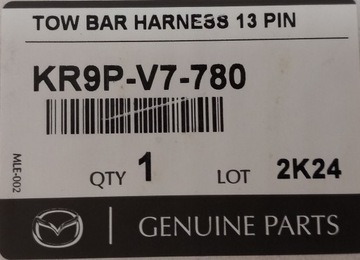 TOW BAR HARNESS 13 PIN
KR9P-V7-780
MLE-002
QTY 1 LOT 2K24
GENUINE PARTS